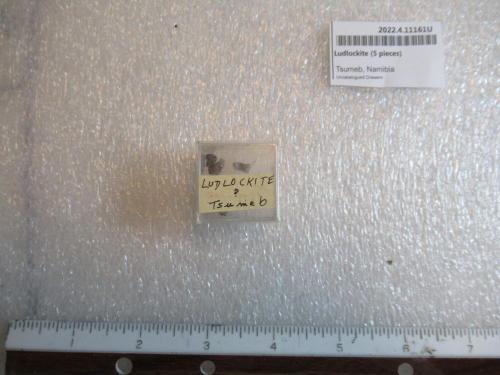 2022.4.11161U
Ludlockite (5 pieces)
Tsumeb, Namibia
Uncatalogued Drawers
LUDLOCKITE
?
Tsumeb
1 2 3 4 5 6 7